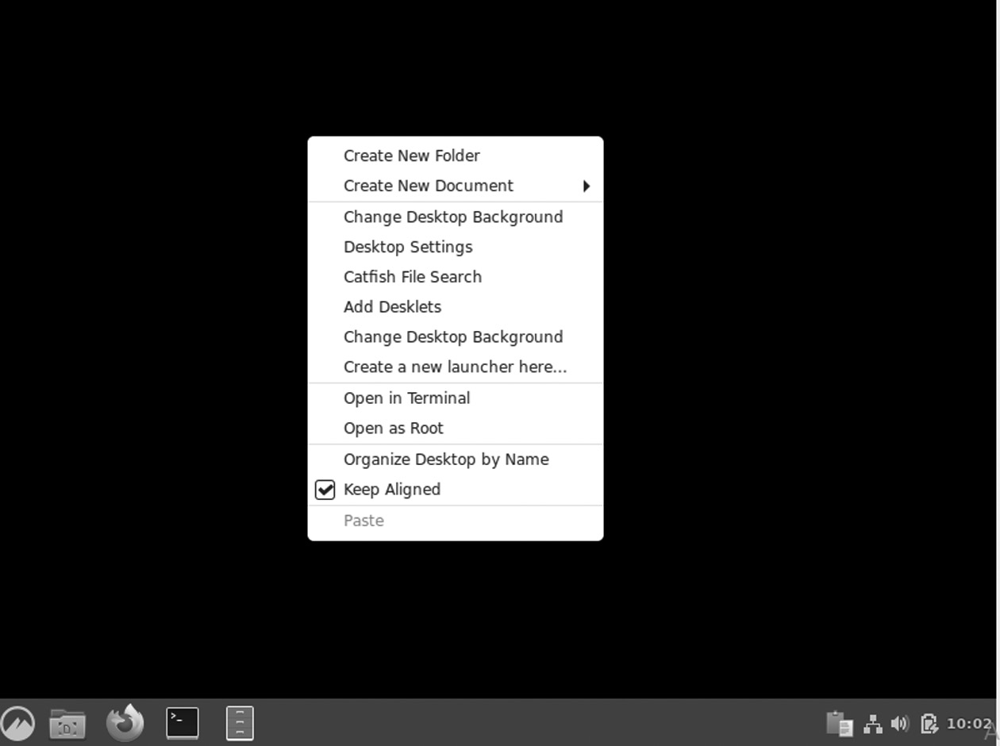 Create New Folder
Create New Document
Change Desktop Background
Desktop Settings
Catfish File Search
Add Desklets
Change Desktop Background
Create a new launcher here...
Open in Terminal
Open as Root
Organize Desktop by Name
Keep Aligned
Paste
>_
10:02